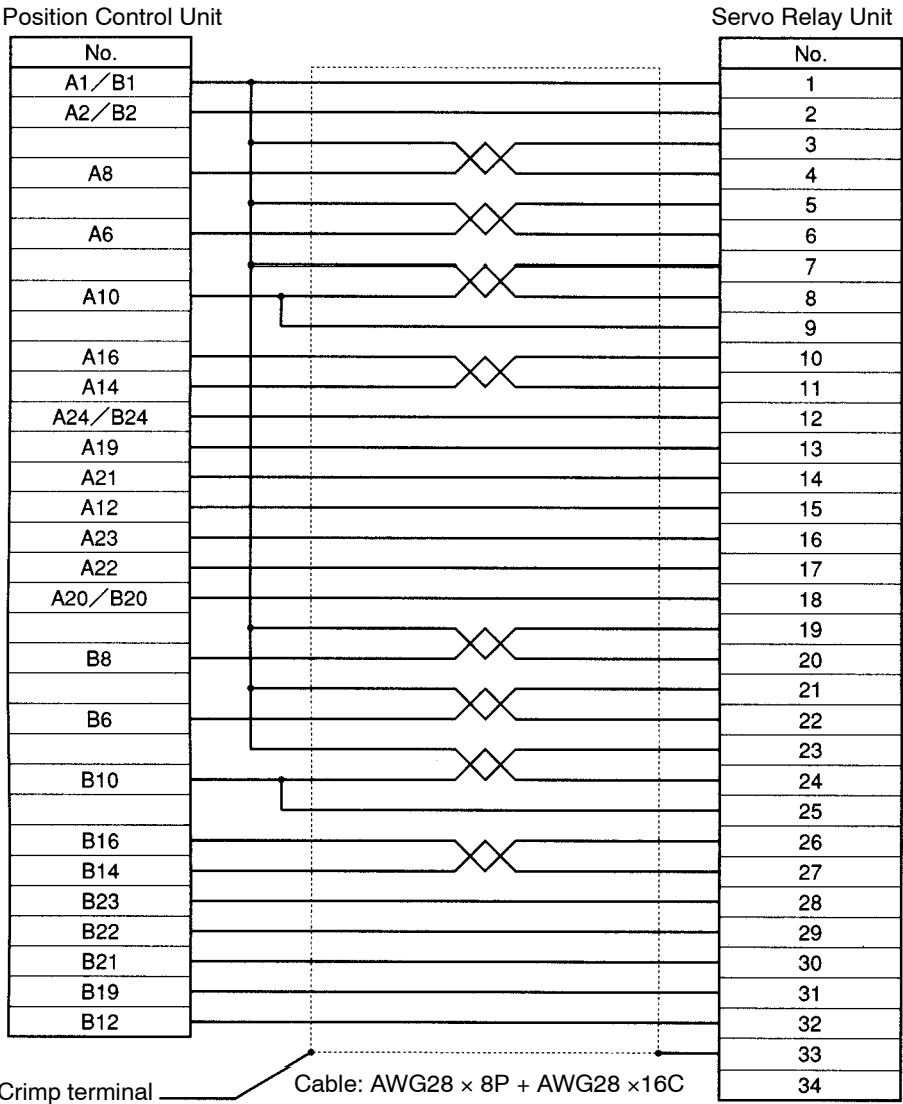 Position Control Unit
Servo Relay Unit
No.
No.
A1/B1
1
A2/B2
2
3
A8
4
5
A6
6
7
A10
8
9
A16
10
A14
11
A24/B24
12
A19
13
A21
14
A12
15
A23
16
A22
17
A20/B20
18
19
B8
20
21
B6
22
23
B10
24
25
B16
26
B14
27
B23
28
B22
29
B21
30
B19
31
B12
32
33
Crimp terminal
Cable: AWG28 × 8P + AWG28 ×16C
34